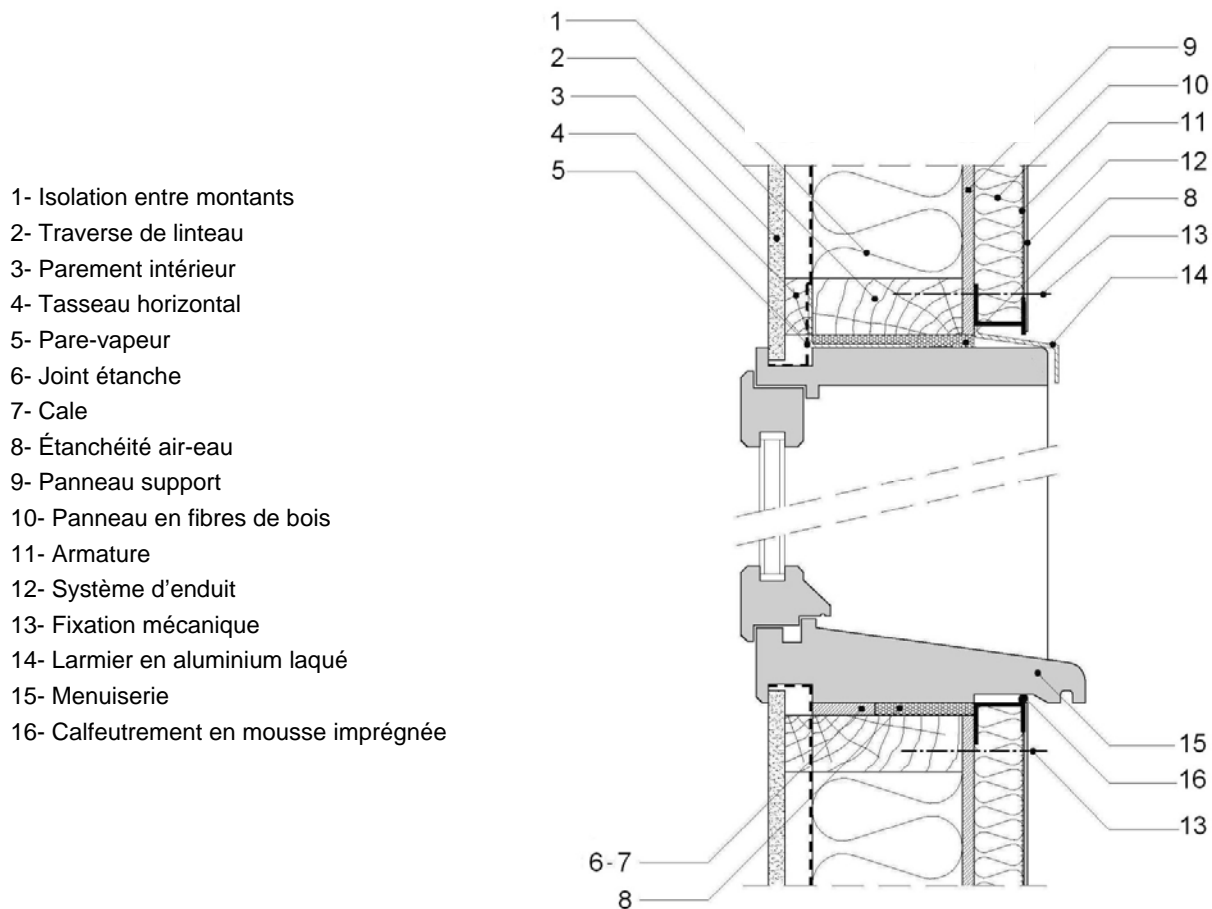 1
2
3
4
5
9
10
11
12
8
13
14
1- Isolation entre montants
2- Traverse de linteau
3- Parement intérieur
4- Tasseau horizontal
5- Pare-vapeur
6- Joint étanche
7- Cale
8- Étanchéité air-eau
9- Panneau support
10- Panneau en fibres de bois
11- Armature
12- Système d'enduit
13- Fixation mécanique
14- Larmier en aluminium laqué
15- Menuiserie
16- Calfeutrement en mousse imprégnée
15
16
13
6-7
8